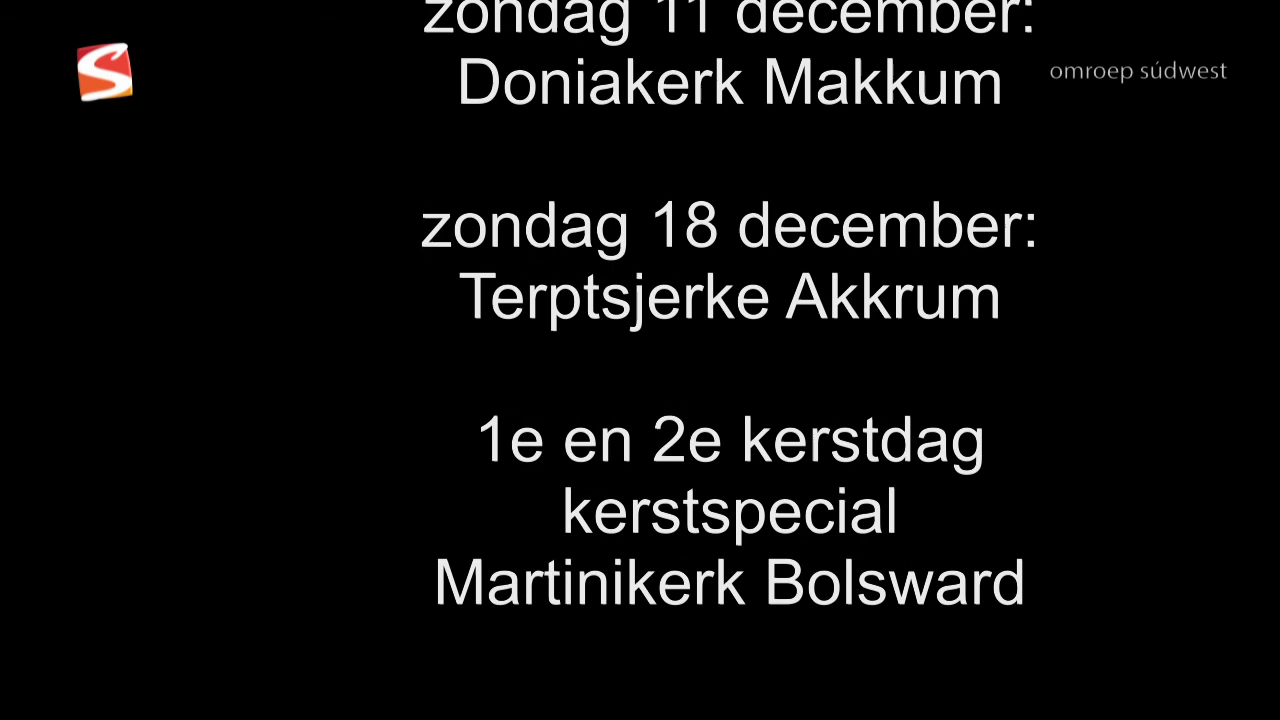 zondag 11 december:
Doniakerk Makkum
omroep súdwest
zondag 18 december:
Terptsjerke Akkrum
1e en 2e kerstdag
kerstspecial
Martinikerk Bolsward